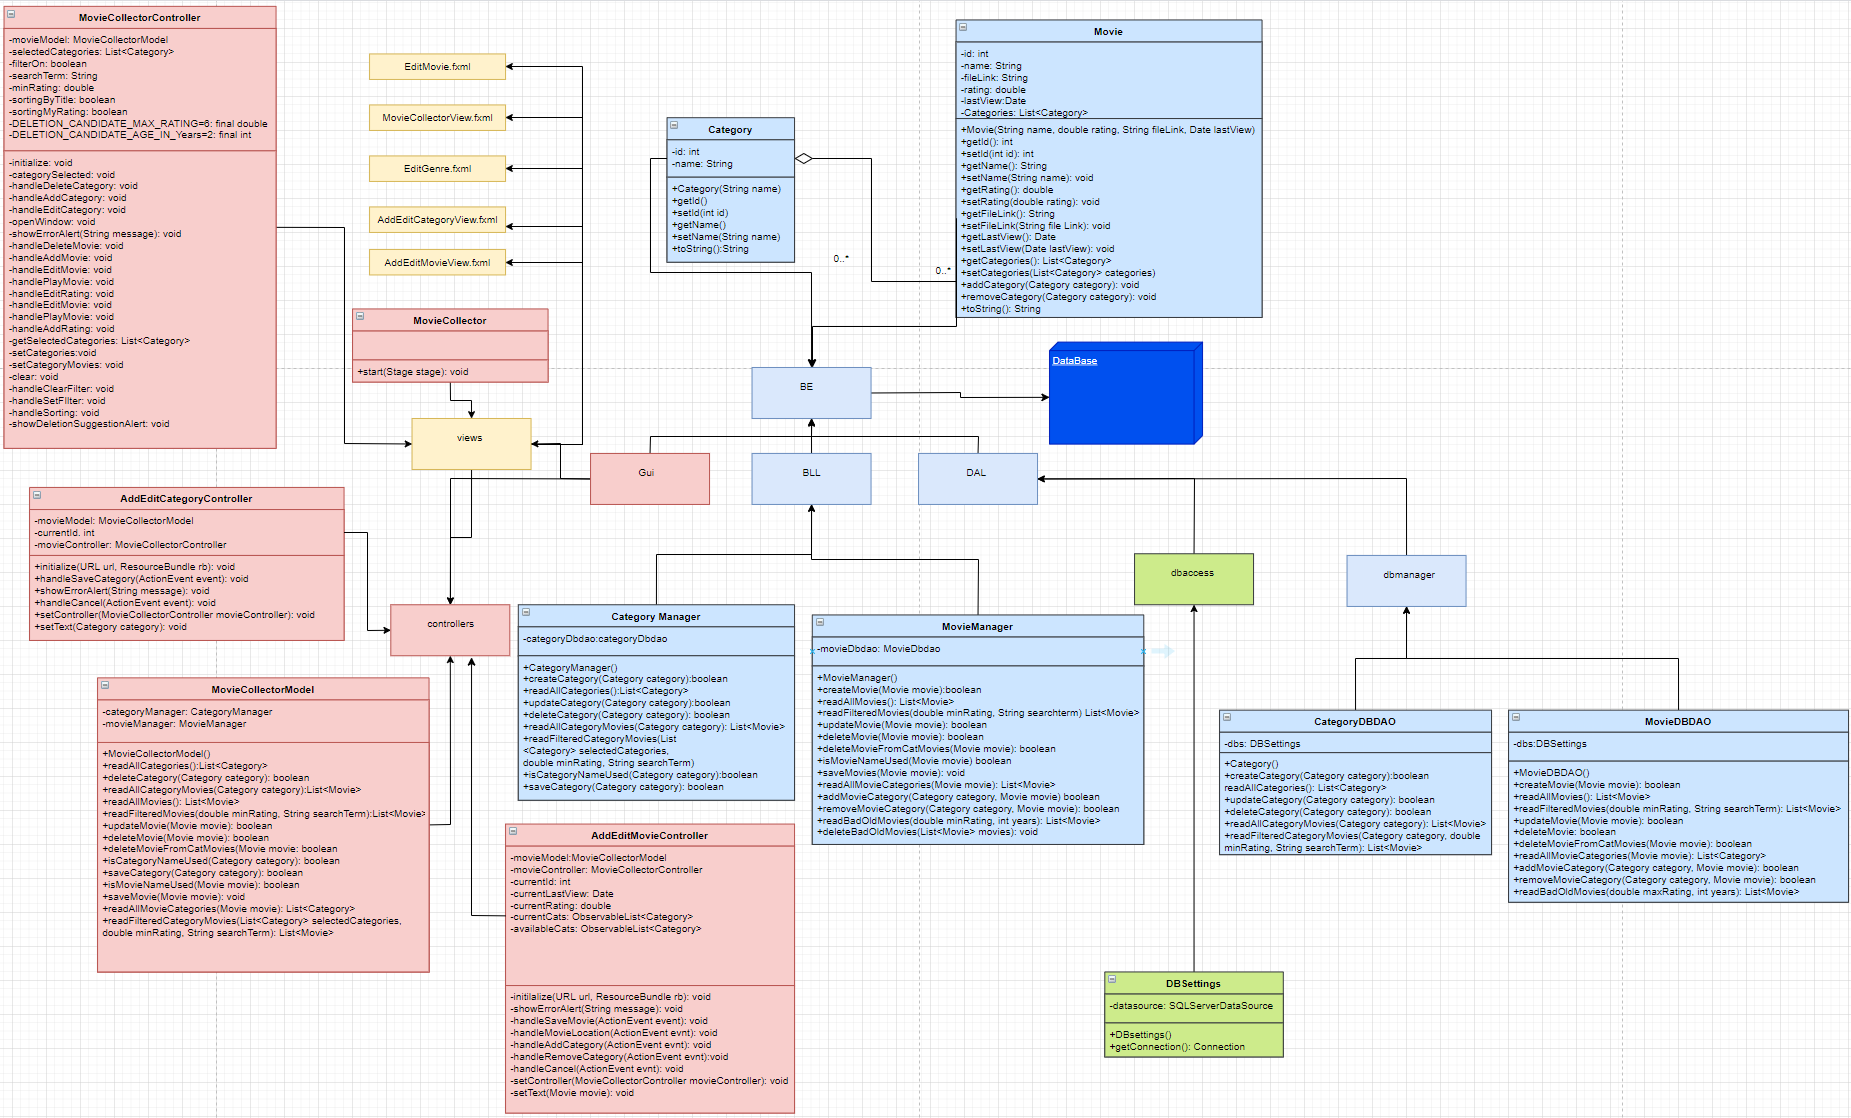 MovieCollectorController
-movieModel: MovieCollectorModel
-selectedCategories: List<Category>
-filterOn: boolean
-searchTerm: String
-minRating: double
-sortingByTitle: boolean
-sortingMyRating: boolean
-DELETION_CANDIDATE_MAX_RATING=6: final double
-DELETION_CANDIDATE_AGE_IN_Years=2: final int
-initialize: void
-categorySelected: void
-handleDeleteCategory: void
-handleAddCategory: void
-handleEditCategory: void
-openWindow: void
-showErrorAlert(String message): void
-handleDeleteMovie: void
-handleAddMovie: void
-handleEditMovie: void
-handlePlayMovie: void
-handleEditRating: void
-handleEditMovie: void
-handlePlayMovie: void
-handleAddRating: void
-getSelectedCategories: List<Category>
-setCategories:void
-setCategoryMovies: void
-clear: void
-handleClearFilter: void
-handleSetFIlter: void
-handleSorting: void
-showDeletionSuggestionAlert: void
EditMovie.fxml
MovieCollectorView.fxml
EditGenre.fxml
AddEditCategoryView.fxml
AddEditMovieView.fxml
MovieCollector
+start(Stage stage): void
views
Category
-id: int
-name: String
+Category(String name)
+getId()
+setId(int id)
+getName()
+setName(String name)
+toString():String
0..*
0..*
Movie
-id: int
-name: String
-fileLink: String
-rating: double
-lastView:Date
-Categories: List<Category>
+Movie(String name, double rating, String fileLink, Date lastView)
+getId(): int
+setId(int id): int
+getName(): String
+setName(String name): void
+getRating(): double
+setRating(double rating): void
+getFileLink(): String
+setFileLink(String file Link): void
+getLastView(): Date
+setLastView(Date lastView): void
+getCategories(): List<Category>
+setCategories(List<Category> categories)
+addCategory(Category category): void
+removeCategory(Category category): void
+toString(): String
DataBase
BE
Gui
BLL
DAL
dbaccess
dbmanager
AddEditCategoryController
-movieModel: MovieCollectorModel
-currentId. int
-movieController: MovieCollectorController
+initialize(URL url, ResourceBundle rb): void
+handleSaveCategory(ActionEvent event): void
+showErrorAlert(String message): void
+handleCancel(ActionEvent event): void
+setController(MovieCollectorController movieController): void
+setText(Category category): void
controllers
MovieCollectorModel
-categoryManager: CategoryManager
-movieManager: MovieManager
+MovieCollectorModel()
+readAllCategories():List<Category>
+deleteCategory(Category category): boolean
+readAllCategoryMovies(Category category):List<Movie>
+readAllMovies(): List<Movie>
+readFilteredMovies(double minRating, String searchTerm):List<Movie>
+updateMovie(Movie movie): boolean
+deleteMovie(Movie movie): boolean
+deleteMovieFromCatMovies(Movie movie: boolean
+isCategoryNameUsed(Category category): boolean
+saveCategory(Category category): boolean
+isMovieNameUsed(Movie movie): boolean
+saveMovie(Movie movie): void
+readAllMovieCategories(Movie movie): List<Category>
+readFilteredCategoryMovies(List<Category> selectedCategories,
double minRating, String searchTerm): List<Movie>
Category Manager
-categoryDbdao:categoryDbdao
+CategoryManager()
+createCategory(Category category):boolean
+readAllCategories():List<Category>
+updateCategory(Category category):boolean
+deleteCategory(Category category): boolean
+readAllCategoryMovies(Category category): List<Movie>
+readFilteredCategoryMovies(List
<Category> selectedCategories,
double minRating, String searchTerm)
+isCategoryNameUsed(Category category):boolean
+saveCategory(Category category): boolean
MovieManager
-movieDbdao: MovieDbdao
+MovieManager()
+createMovie(Movie movie):boolean
+readAllMovies(): List<Movie>
+readFilteredMovies(double minRating, String searchterm) List<Movie>
+updateMovie(Movie movie): boolean
+deleteMovie(Movie movie): boolean
+deleteMovieFromCatMovies(Movie movie): boolean
+isMovieNameUsed(Movie movie) boolean
+saveMovies(Movie movie): void
+readAllMovieCategories(Movie movie): List<Movie>
+addMovieCategory(Category category, Movie movie) boolean
+removeMovieCategory(Category category, Movie movie): boolean
+readBadOldMovies(double minRating, int years): List<Movie>
+deleteBadOldMovies(List<Movie> movies): void
AddEditMovieController
-movieModel:MovieCollectorModel
-movieController: MovieCollectorController
-currentId: int
-currentLastView: Date
-currentRating: double
-currentCats: ObservableList<Category>
-availableCats: ObservableList<Category>
-initilalize(URL url, ResourceBundle rb): void
-showErrorAlert(String message): void
-handleSaveMovie(ActionEvent event): void
-handleMovieLocation(ActionEvent evnt): void
-handleAddCategory(ActionEvent evnt): void
-handleRemoveCategory(ActionEvent evnt):void
-handleCancel(ActionEvent evnt): void
-setController(MovieCollectorController movieController): void
-setText(Movie movie): void
CategoryDBDAO
-dbs: DBSettings
+Category()
+createCategory(Category category):boolean
readAllCategories(): List<Category>
+updateCategory(Category category): boolean
+deleteCategory(Category category): boolean
+readAllCategoryMovies(Category category): List<Movie>
+readFilteredCategoryMovies(Category category, double
minRating, String searchTerm): List<Movie>
MovieDBDAO
-dbs:DBSettings
+MovieDBDAO()
+createMovie(Movie movie): boolean
+readAllMovies(): List<Movie>
+readFilteredMovies(double minRating, String searchTerm): List<Movie>
+updateMovie(Movie movie): boolean
+deleteMovie: boolean
+deleteMovieFromCatMovies(Movie movie): boolean
+readAllMovieCategories(Movie movie): List<Category>
+addMovieCategory(Category category, Movie movie): boolean
+removeMovieCategory(Category category, Movie movie): boolean
+readBadOldMovies(double maxRating, int years): List<Movie>
DBSettings
-datasource: SQLServerDataSource
+DBsettings()
+getConnection(): Connection